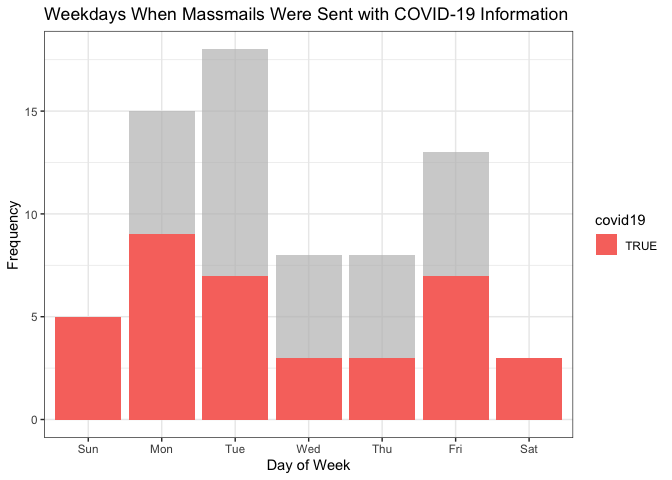 Weekdays When Massmails Were Sent with COVID-19 Information
15
10
5
0
Frequency
Sun Mon Tue Wed Thu Fri Sat
Day of Week
covid19
TRUE